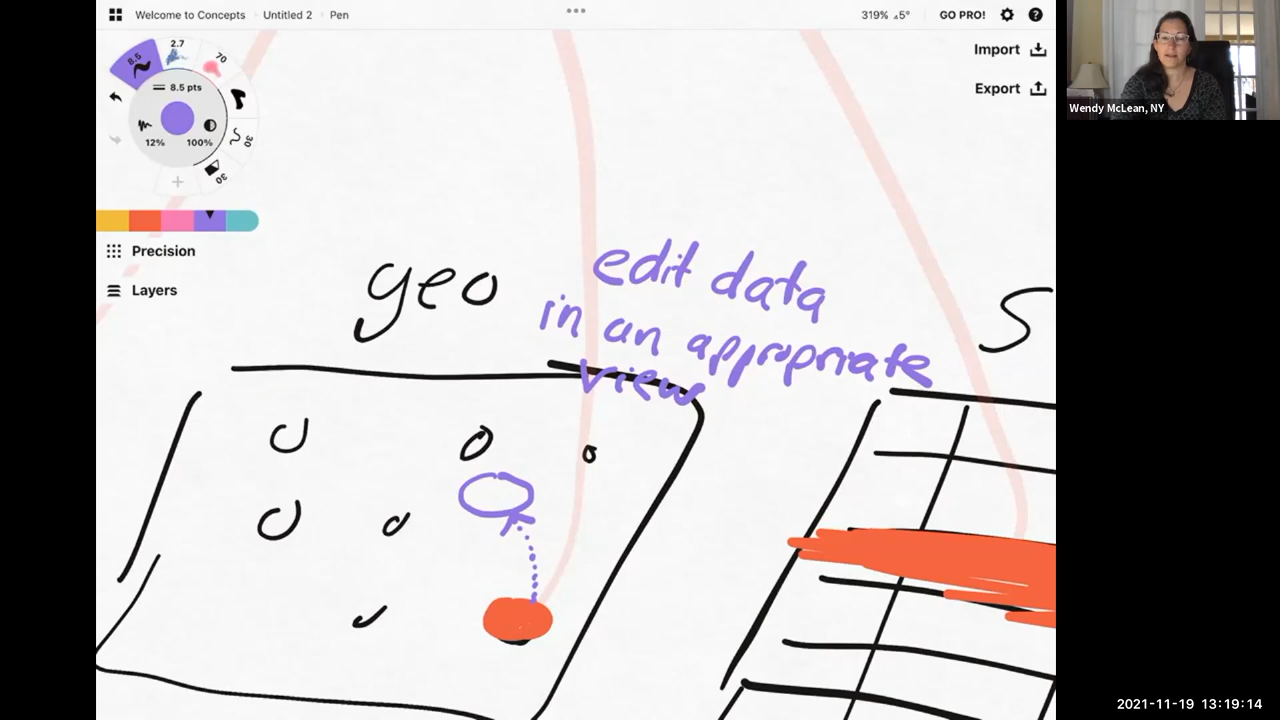 Welcome to Concepts Untitled 2 Pen
319% 5° GO PRO!
Import
Export
8.5
2.7
70
30
30
8.5 pts
12% 100%
Precision
Layers
geo
edit data
in an appropriate
view
S
Wendy McLean, NY
2021-11-19 13:19:14